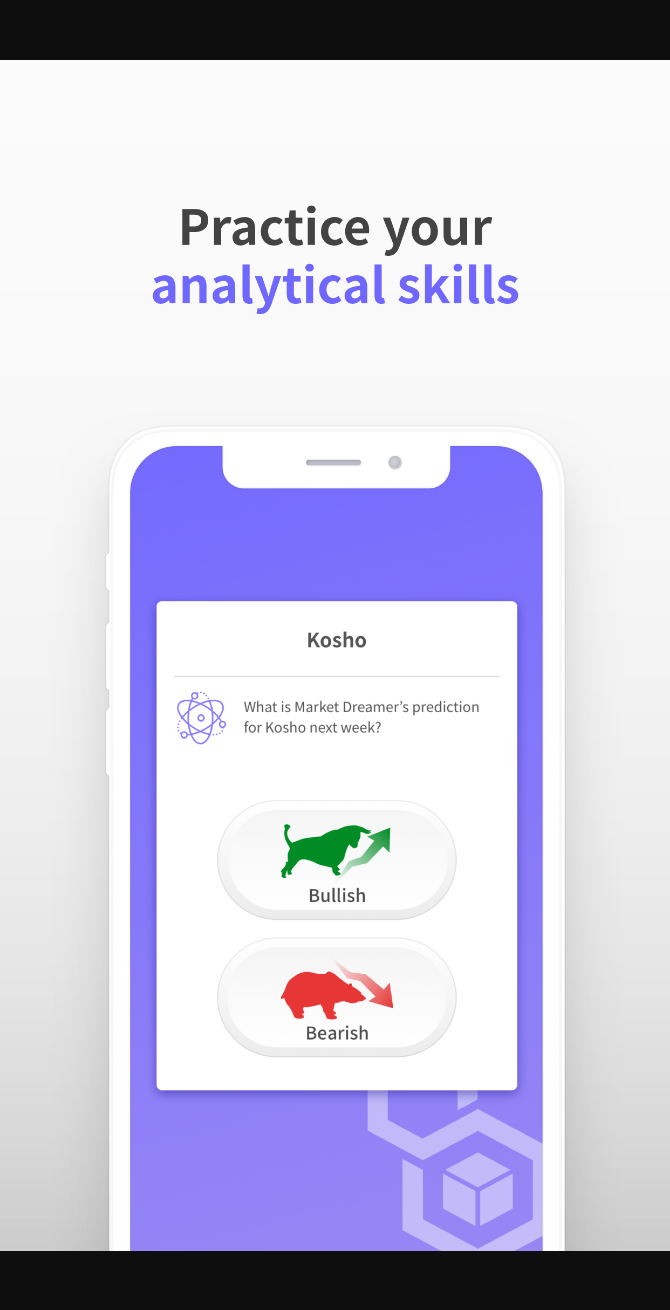 Practice your
analytical skills
Kosho
What is Market Dreamer’s prediction
for Kosho next week?
Bullish
Bearish